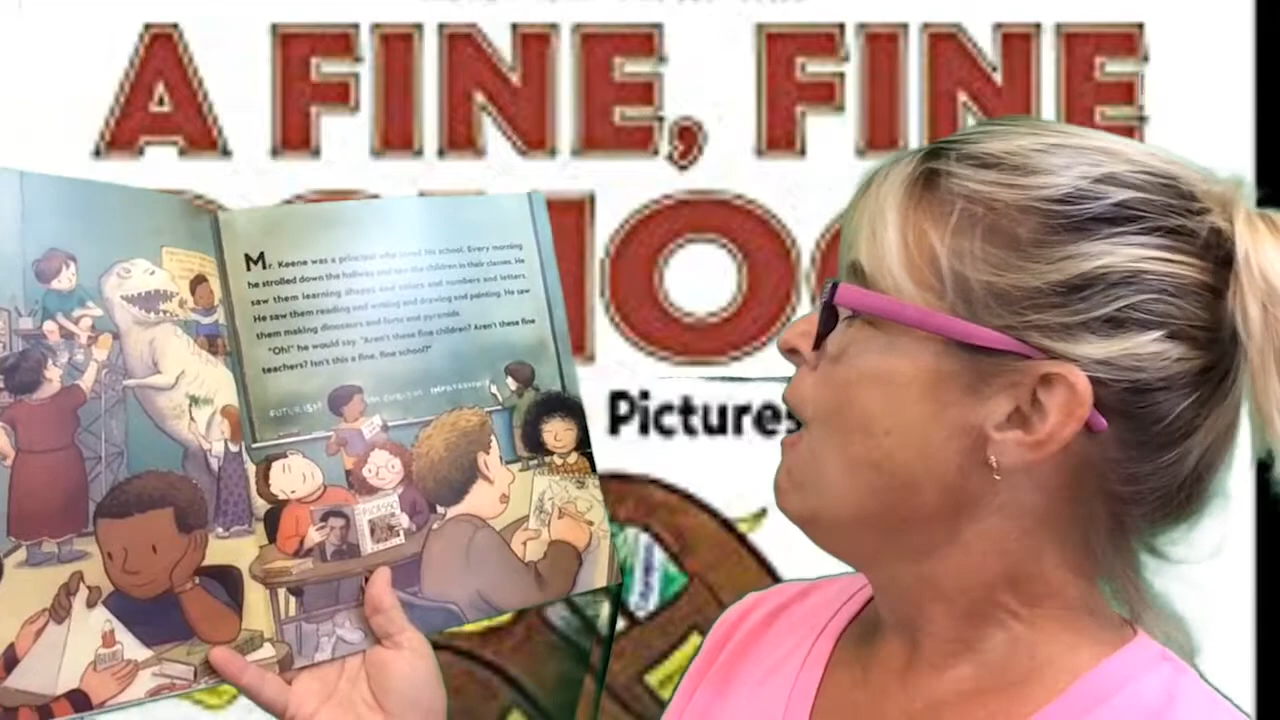 A FINE, FINE
Pictures
Mr. Keene was a principal who loved his school. Every morning
he strolled down the hallway and saw the children in their classes. He
saw them learning shapes and colors and numbers and letters.
He saw them reading and writing and drawing and painting. He saw
them making dinosaurs and forts and pyramids.
"Oh!" he would say. "Aren't these fine children? Aren't these fine
teachers? Isn't this a fine, fine school?"
FUTURISM CUBISM IMPRESSIONISM
PICASSO
GLUE